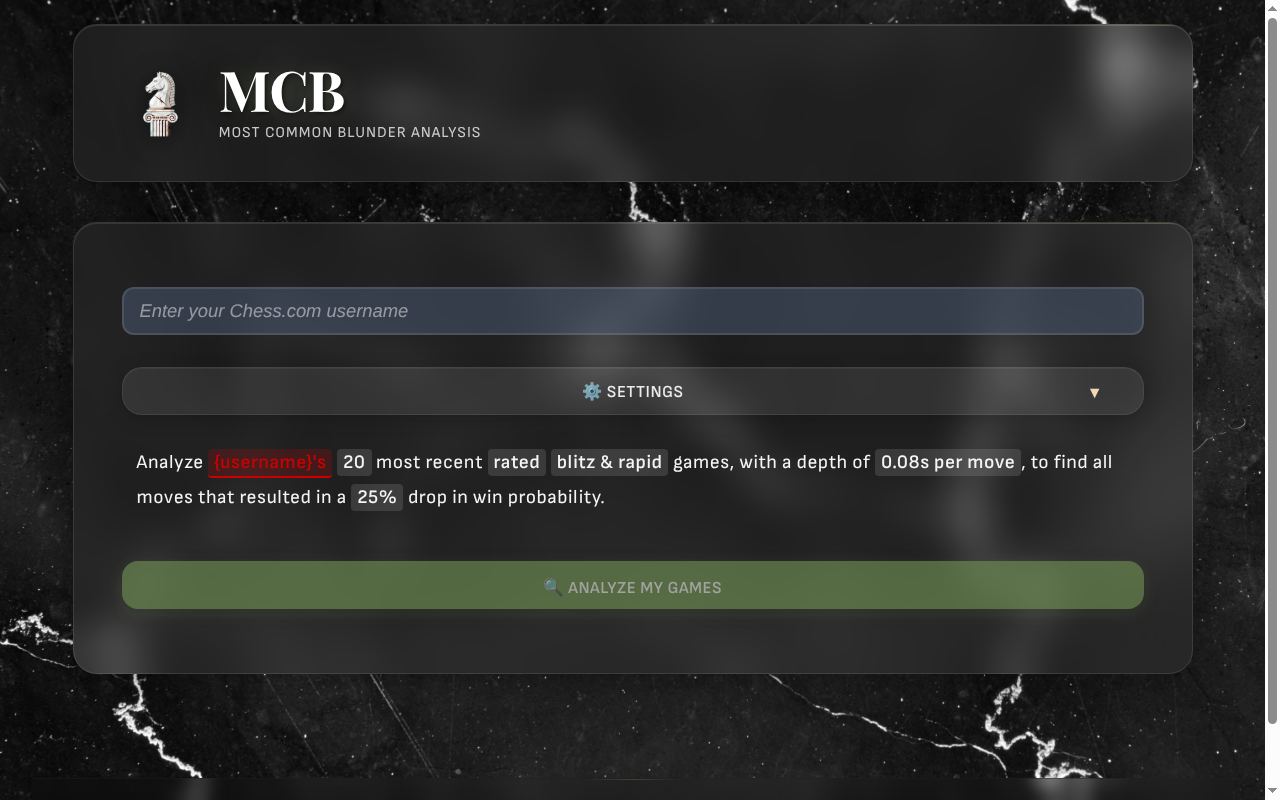 MCB
MOST COMMON BLUNDER ANALYSIS
Enter your Chess.com username
⚙️ SETTINGS ▼
Analyze {username}'s 20 most recent rated blitz & rapid games, with a depth of 0.08s per move, to find all
moves that resulted in a 25% drop in win probability.
🔍 ANALYZE MY GAMES